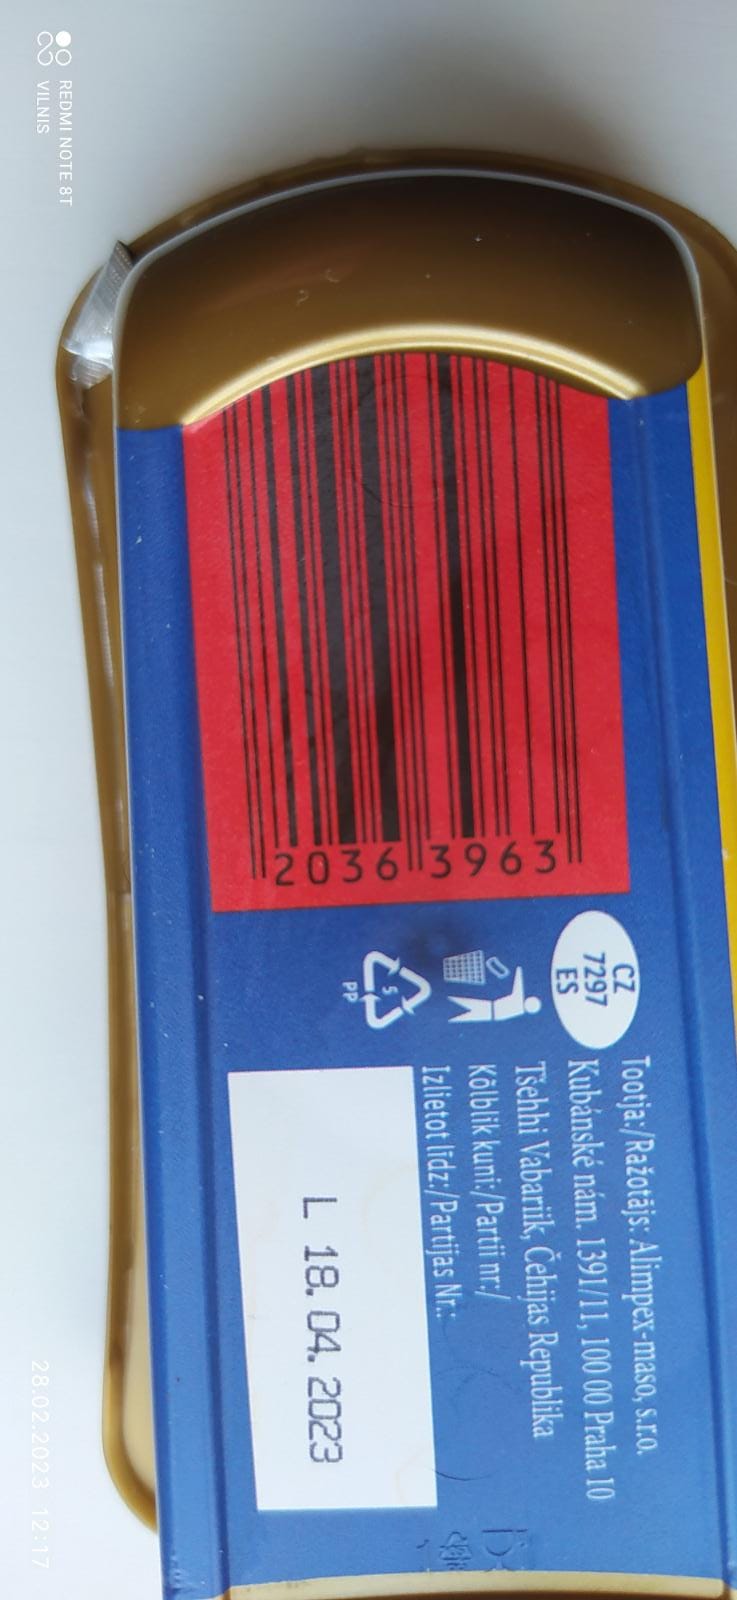 REDMI NOTE 8T
VILNIS
2036 3963
CZ
7297
ES
5
PP
Tootja:/Ražotājs: Alimpex-maso, s.r.o.
Kubánské nám. 1391/11, 100 00 Praha 10
Tšehhi Vabariik, Čehijas Republika
Kõlblik kuni:/Partii nr:/
Izlietot līdz:/Partijas Nr.:
L 18. 04. 2023
28.02.2023 12:17